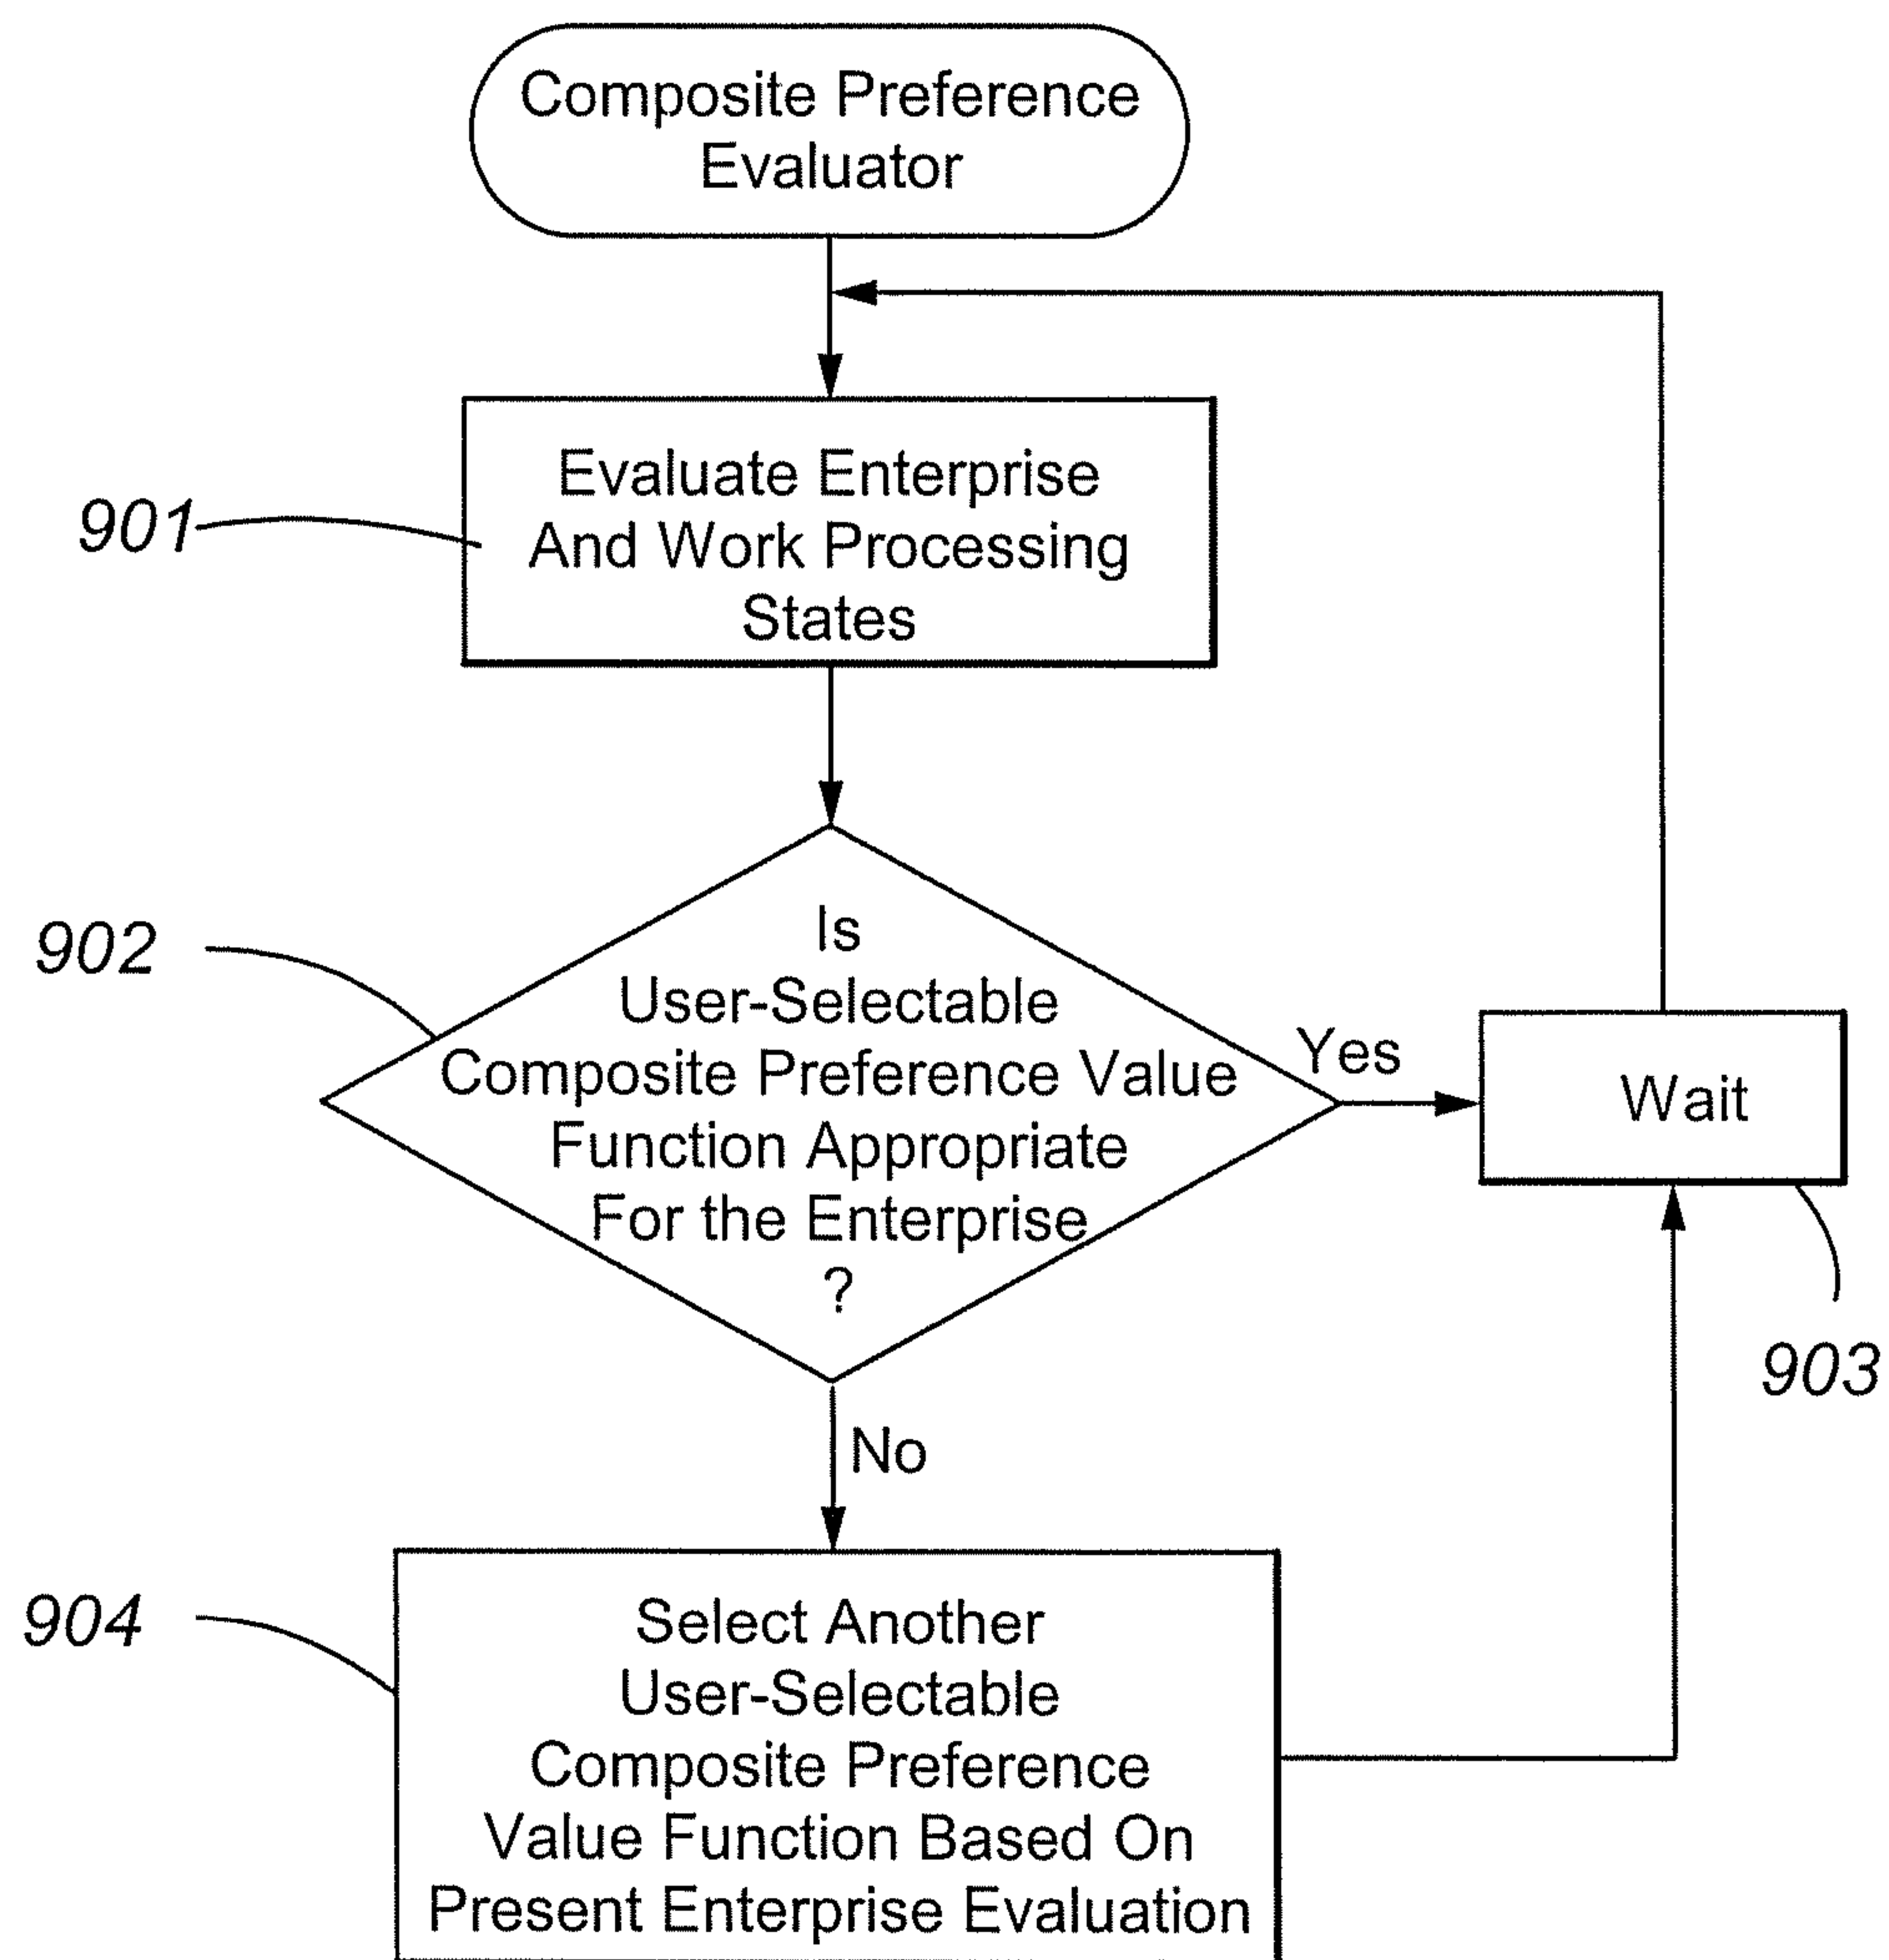 Composite Preference
Evaluator
Evaluate Enterprise
And Work Processing
States
901
Is
User-Selectable
Composite Preference Value
Function Appropriate
For the Enterprise
?
902
Yes
Wait
903
No
Select Another
User-Selectable
Composite Preference
Value Function Based On
Present Enterprise Evaluation
904